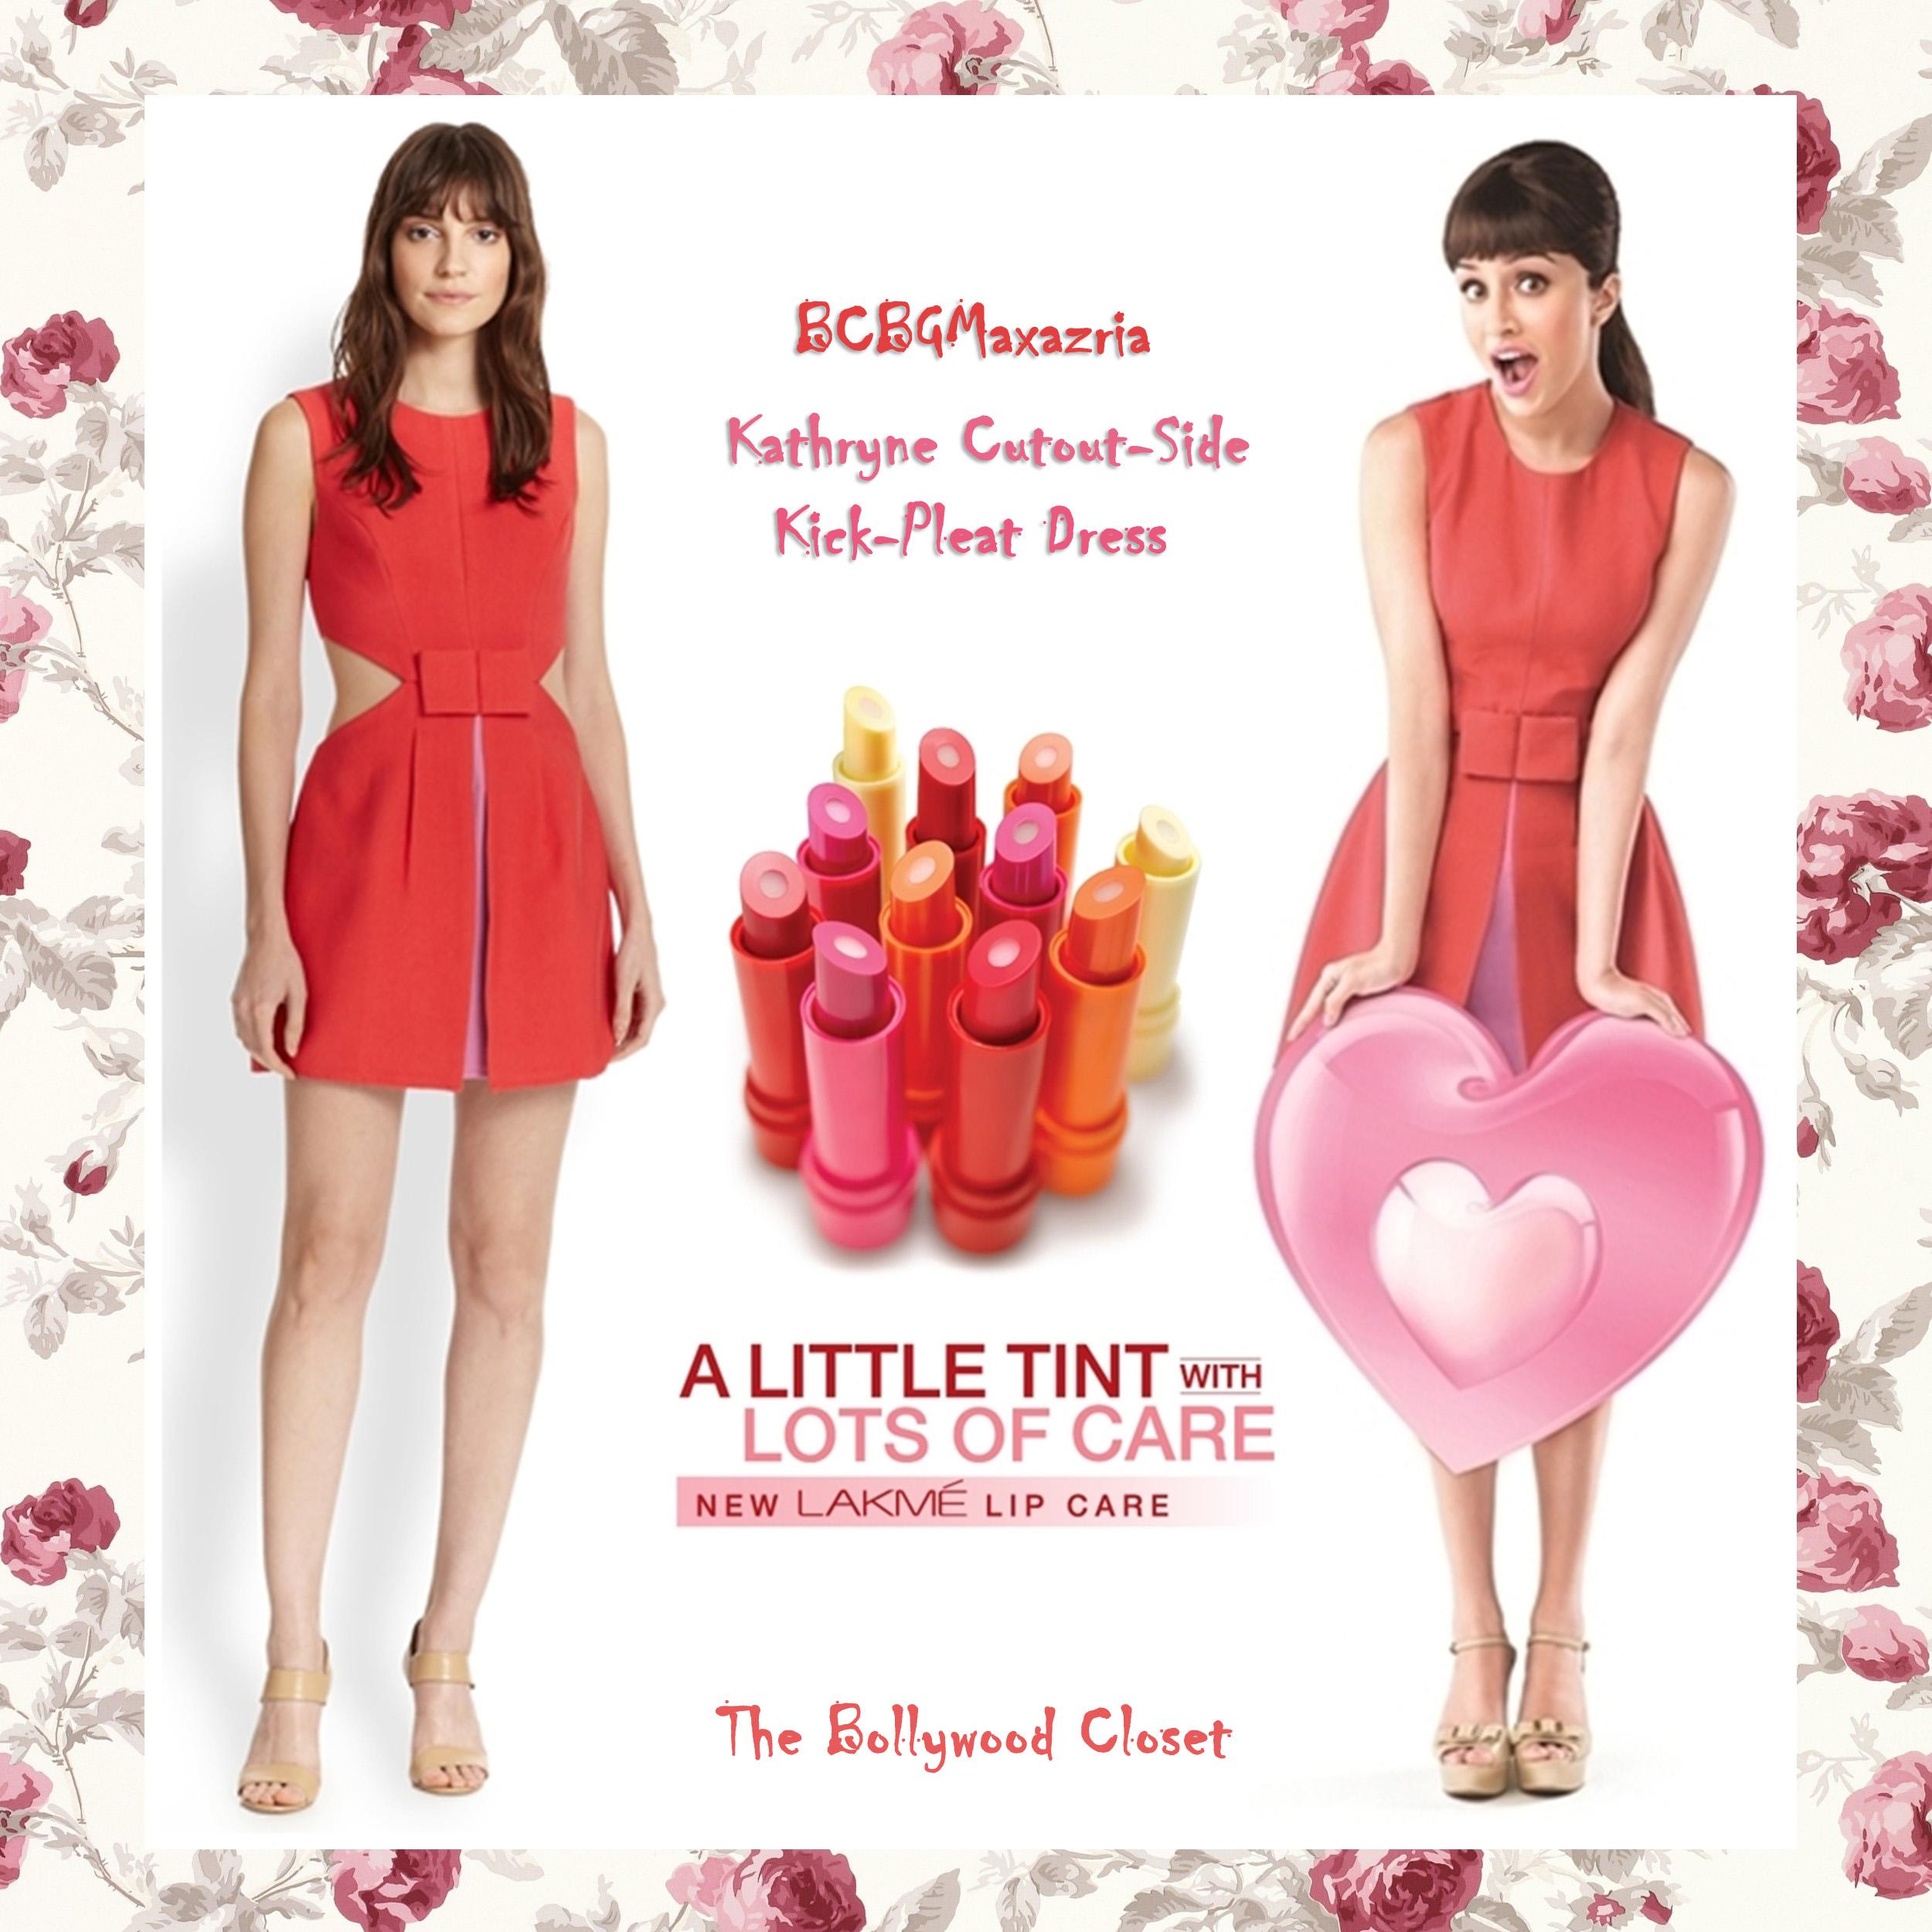 BCBGMaxazria
Kathryne Cutout-Side
Kick-Pleat Dress
A LITTLE TINT WITH
LOTS OF CARE
NEW LAKMÉ LIP CARE
The Bollywood Closet